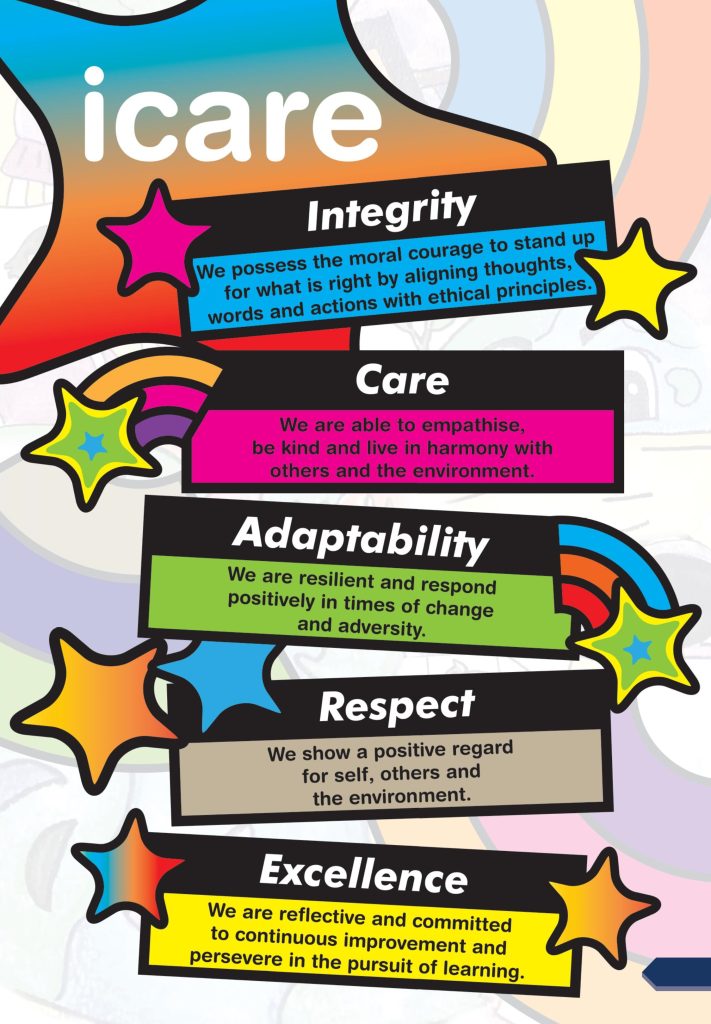 icare
Integrity
We possess the moral courage to stand up
for what is right by aligning thoughts,
words and actions with ethical principles.
Care
We are able to empathise,
be kind and live in harmony with
others and the environment.
Adaptability
We are resilient and respond
positively in times of change
and adversity.
Respect
We show a positive regard
for self, others and
the environment.
Excellence
We are reflective and committed
to continuous improvement and
persevere in the pursuit of learning.